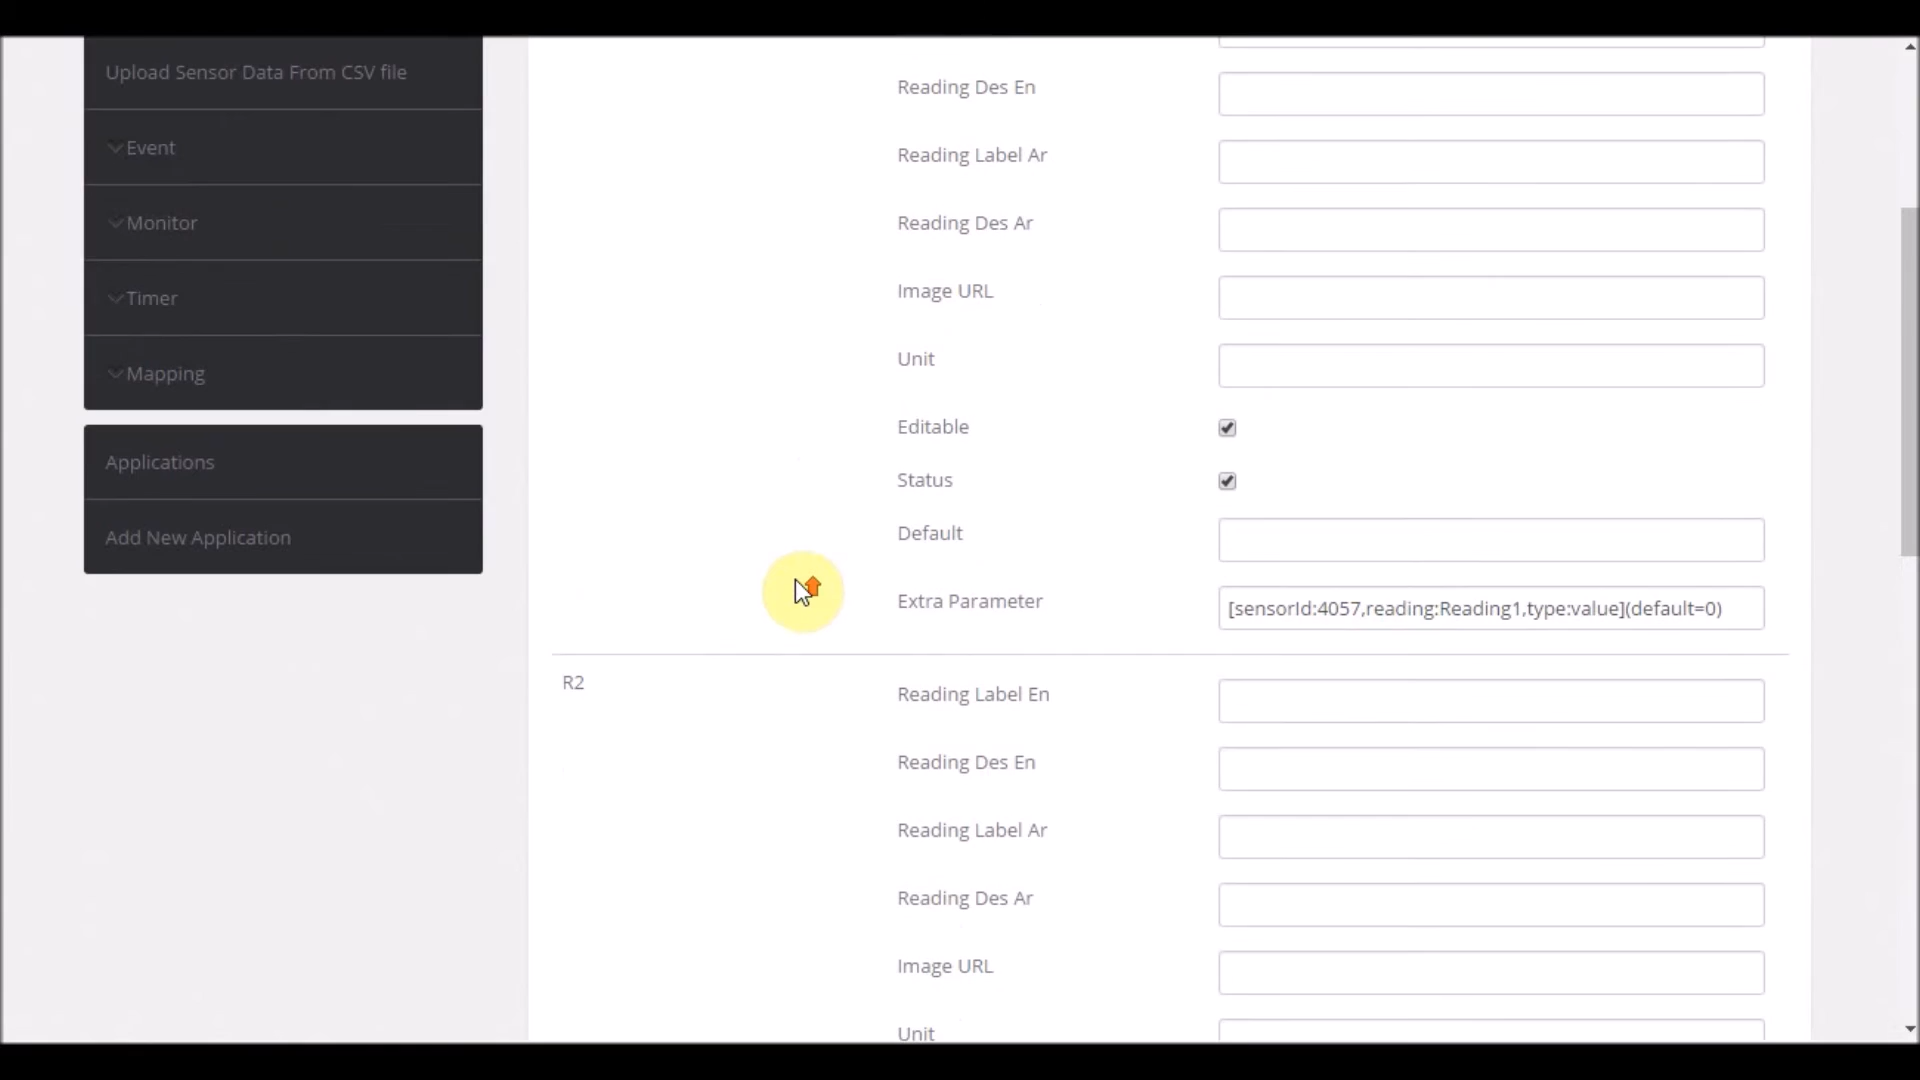 Upload Sensor Data From CSV file
Event
Monitor
Timer
Mapping
Applications
Add New Application
Reading Des En
Reading Label Ar
Reading Des Ar
Image URL
Unit
Editable
Status
Default
Extra Parameter [sensorId:4057,reading:Reading1,type:value](default=0)
R2 Reading Label En
Reading Des En
Reading Label Ar
Reading Des Ar
Image URL
Unit